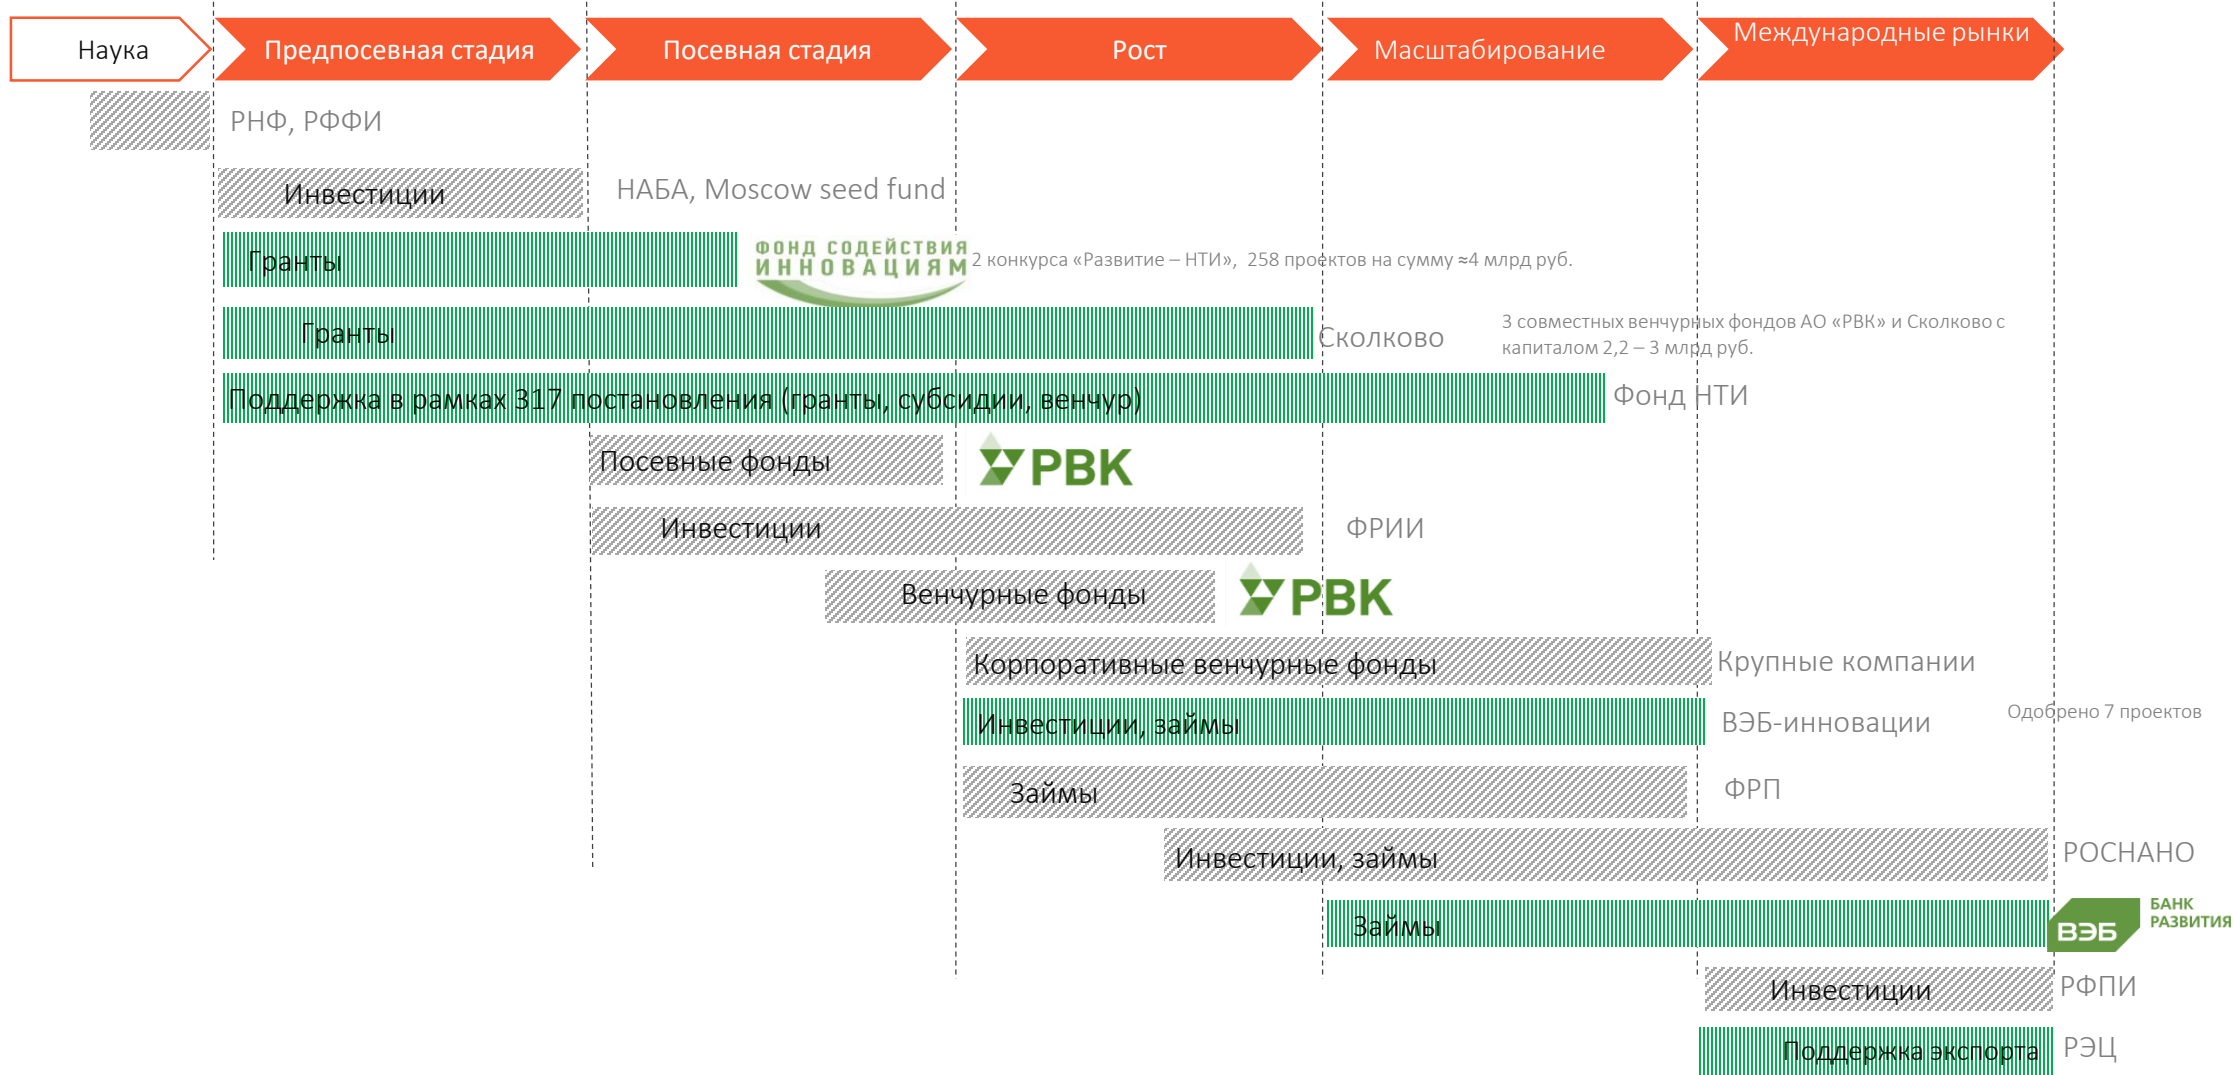 Наука
Предпосевная стадия
Посевная стадия
Рост
Масштабирование
Международные рынки
РНФ, РФФИ
Инвестиции
НАБА, Moscow seed fund
Гранты
ФОНД СОДЕЙСТВИЯ
ИННОВАЦИЯМ
2 конкурса «Развитие – НТИ», 258 проектов на сумму ≈4 млрд руб.
Гранты
Сколково
3 совместных венчурных фондов АО «РВК» и Сколково с
капиталом 2,2 – 3 млрд руб.
Поддержка в рамках 317 постановления (гранты, субсидии, венчур)
Фонд НТИ
Посевные фонды
РВК
Инвестиции
ФРИИ
Венчурные фонды
РВК
Корпоративные венчурные фонды
Крупные компании
Инвестиции, займы
ВЭБ-инновации
Одобрено 7 проектов
Займы
ФРП
Инвестиции, займы
РОСНАНО
Займы
ВЭБ
БАНК
РАЗВИТИЯ
Инвестиции
РФПИ
Поддержка экспорта
РЭЦ